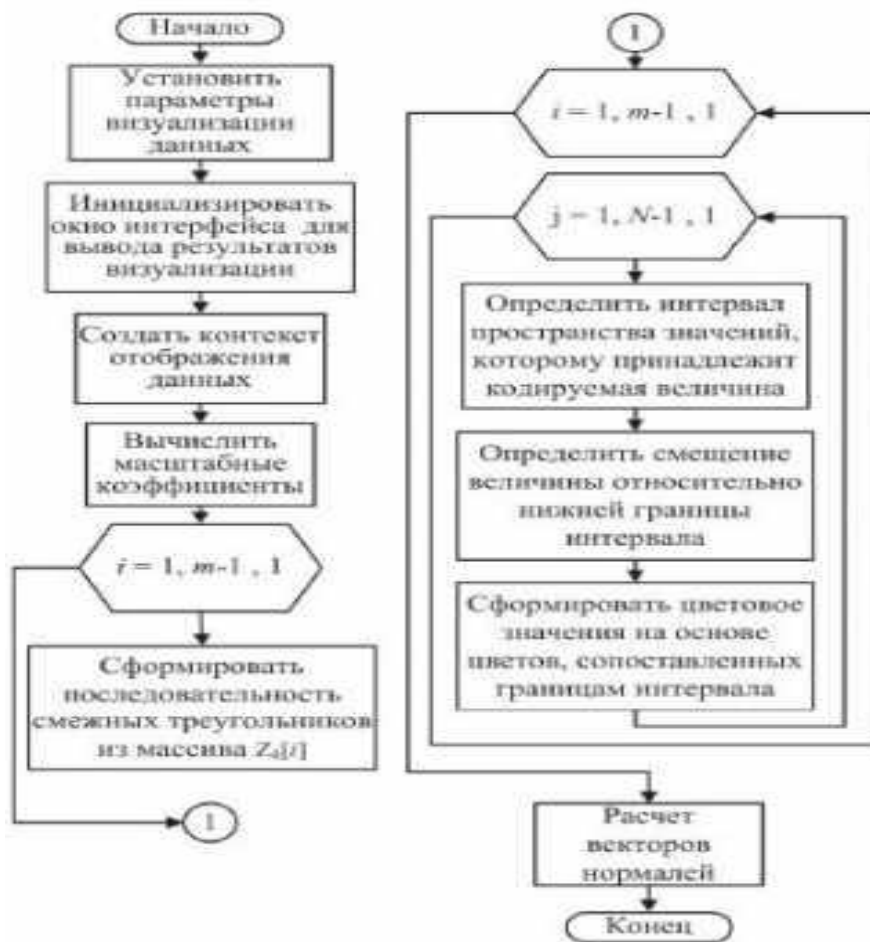 Начало
Установить
параметры
визуализации
данных
Инициализировать
окно интерфейса для
вывода результатов
визуализации
Создать контекст
отображения
данных
Вычислить
масштабные
коэффициенты
i = 1, m-1 , 1
Сформировать
последовательность
смежных треугольников
из массива Z₄[i]
1
1
i = 1, m-1 , 1
j = 1, N-1 , 1
Определить интервал
пространства значений,
которому принадлежит
кодируемая величина
Определить смещение
величины относительно
нижней границы
интервала
Сформировать цветовое
значения на основе
цветов, сопоставленных
границам интервала
Расчет
векторов
нормалей
Конец